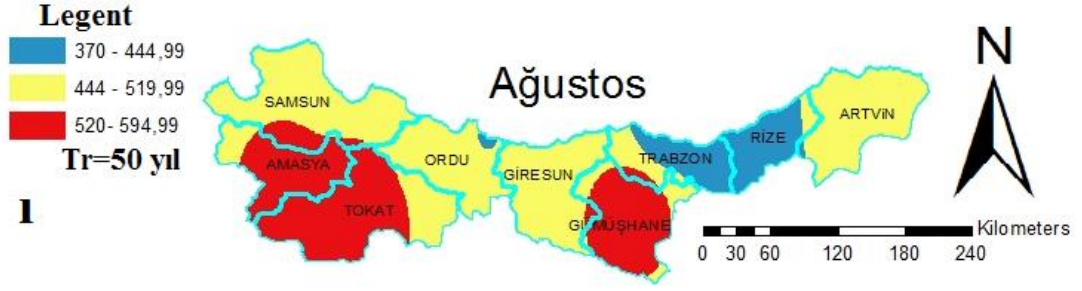 Legent
370 - 444,99
444 - 519,99
520 - 594,99
Tr=50 yıl
1
Ağustos
N
SAMSUN
AMASYA
TOKAT
ORDU
GİRESUN
GÜMÜŞHANE
TRABZON
RİZE
ARTVİN
Kilometers
0 30 60 120 180 240